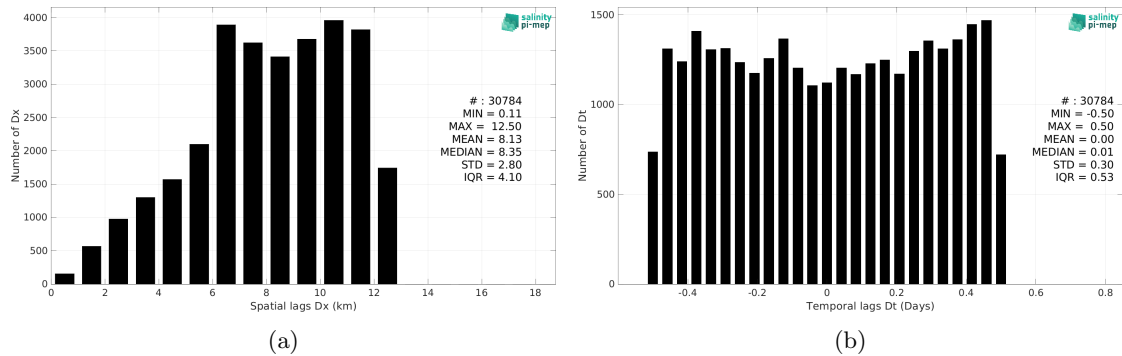 4000
3500
3000
2500
2000
1500
1000
500
0
Number of Dx
0 2 4 6 8 10 12 14 16 18
Spatial lags Dx (km)
salinity
pi-mep
# : 30784
MIN = 0.11
MAX = 12.50
MEAN = 8.13
MEDIAN = 8.35
STD = 2.80
IQR = 4.10
(a)
1500
1000
500
0
Number of Dt
-0.4 -0.2 0 0.2 0.4 0.6 0.8
Temporal lags Dt (Days)
salinity
pi-mep
# : 30784
MIN = -0.50
MAX = 0.50
MEAN = 0.00
MEDIAN = 0.01
STD = 0.30
IQR = 0.53
(b)